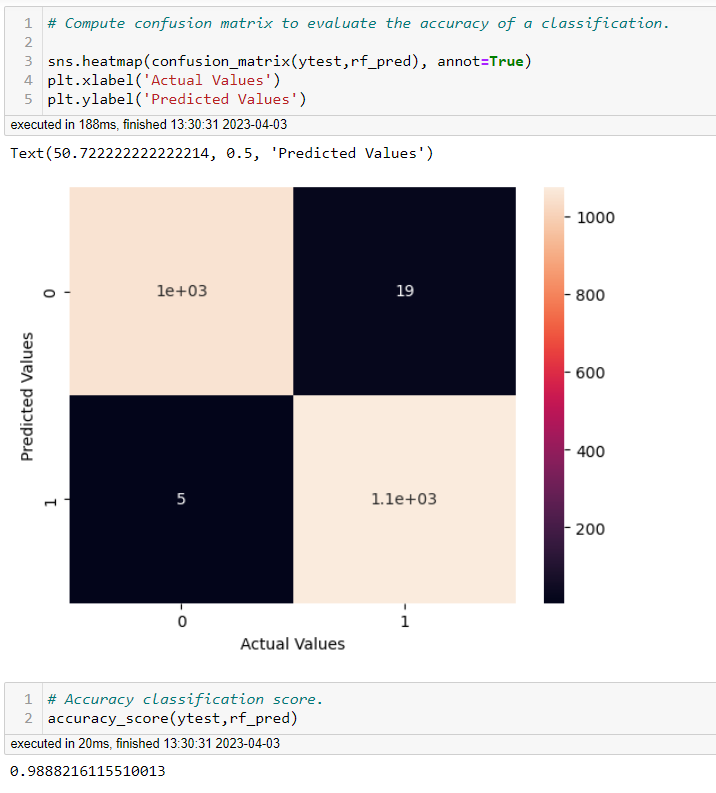 1 # Compute confusion matrix to evaluate the accuracy of a classification.
2
3 sns.heatmap(confusion_matrix(ytest,rf_pred), annot=True)
4 plt.xlabel('Actual Values')
5 plt.ylabel('Predicted Values')
executed in 188ms, finished 13:30:31 2023-04-03
Text(50.722222222222214, 0.5, 'Predicted Values')
1000
800
600
400
200
0
1e+03 19
Predicted Values
1
5 1.1e+03
0 1
Actual Values
1 # Accuracy classification score.
2 accuracy_score(ytest,rf_pred)
executed in 20ms, finished 13:30:31 2023-04-03
0.9888216115510013